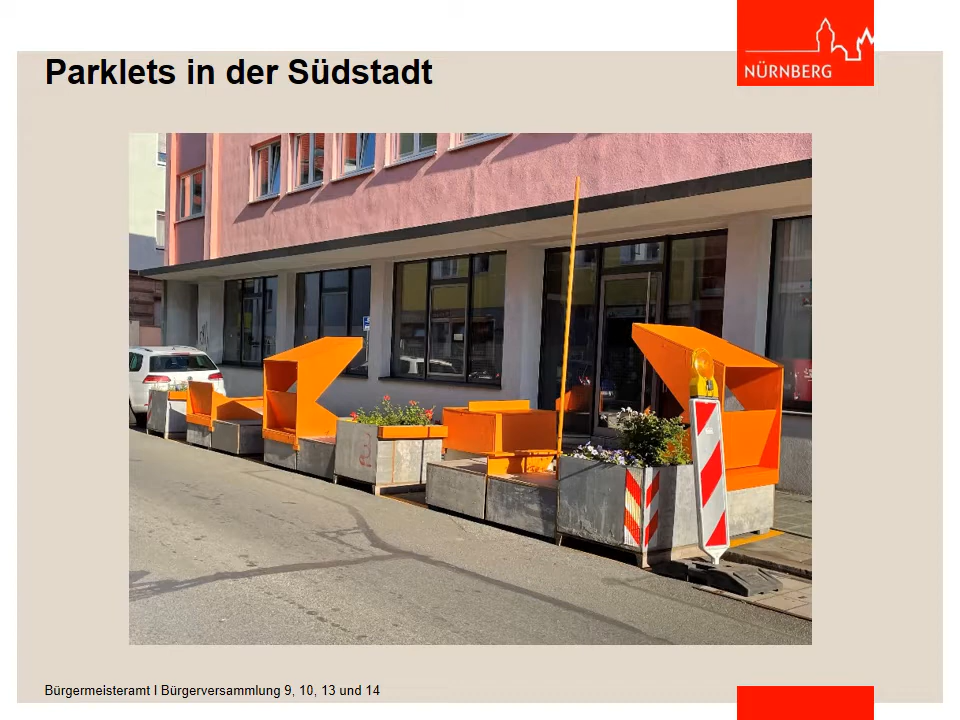 Parklets in der Südstadt
NÜRNBERG
Bürgermeisteramt I Bürgerversammlung 9, 10, 13 und 14